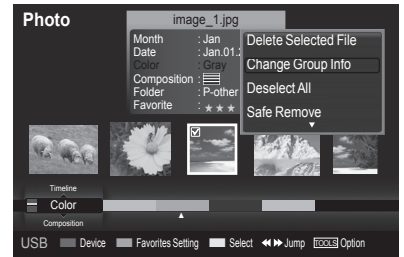 Photo
image_1.jpg
Month : Jan
Date : Jan.01.
Color : Gray
Composition :
Folder : P-other
Favorite : ★★★
Delete Selected File
Change Group Info
Deselect All
Safe Remove
Timeline
Color
Composition
USB Device Favorites Setting Select Jump TOOLS Option